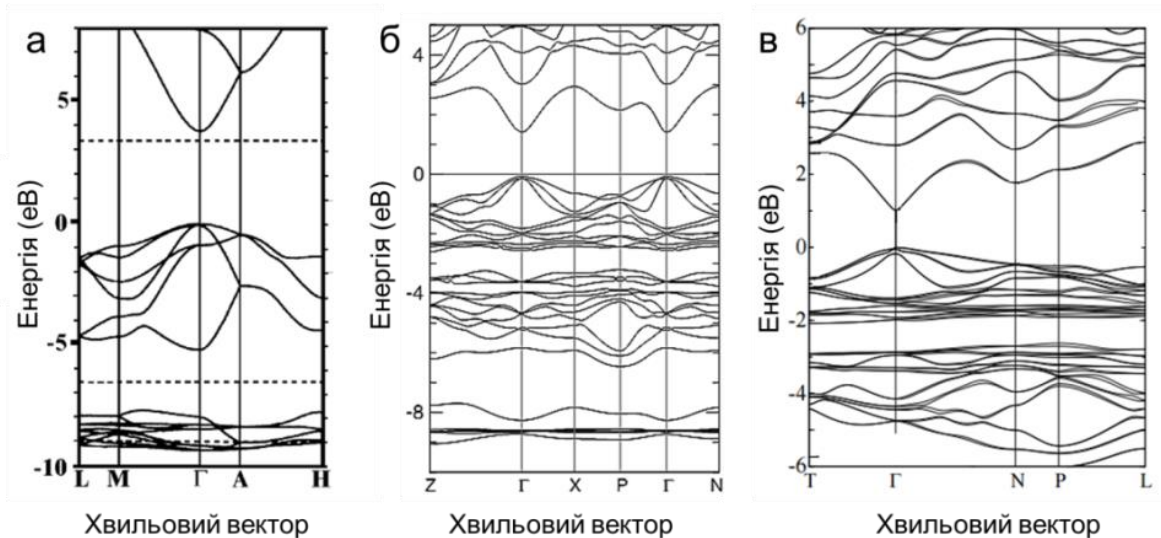 а
5
0
-5
-10
L M Γ A H
Енергія (еВ)
Хвильовий вектор
б
4
0
-4
-8
Z Γ X P Γ N
Енергія (еВ)
Хвильовий вектор
в
6
4
2
0
-2
-4
-6
T Γ N P L
Енергія (еВ)
Хвильовий вектор